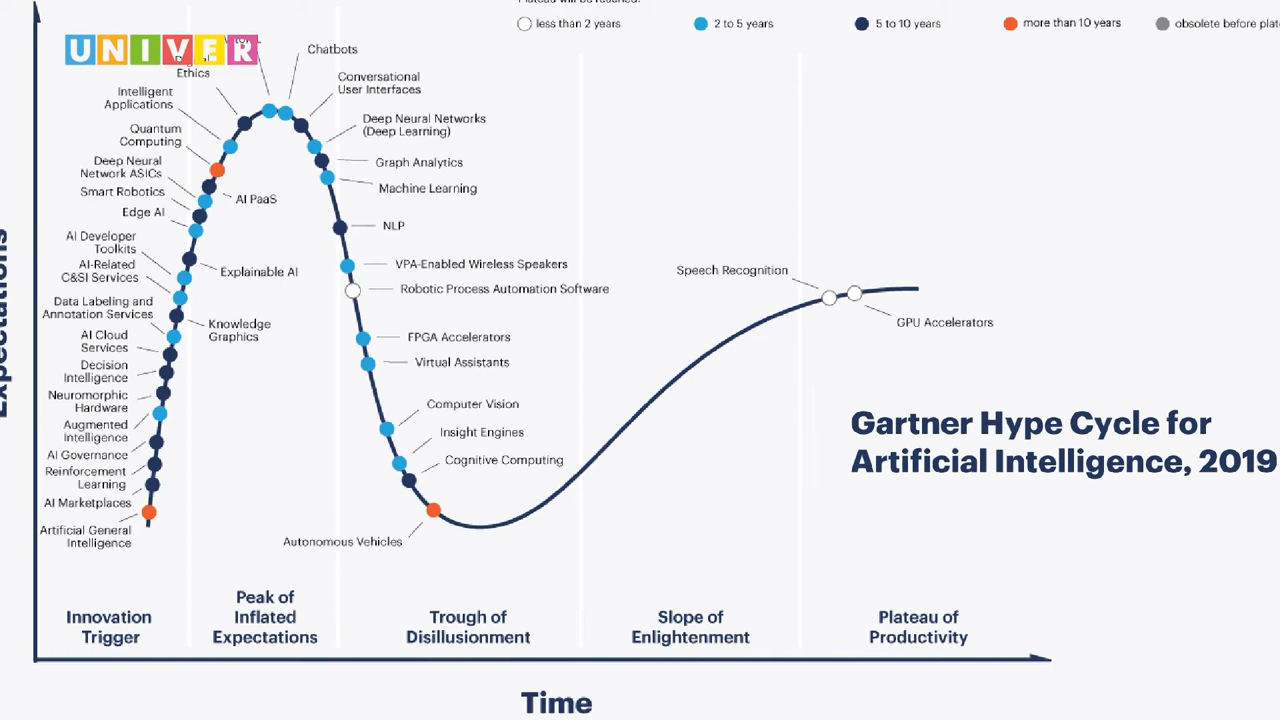 less than 2 years
2 to 5 years
5 to 10 years
more than 10 years
obsolete before
UNIVER
Ethics
Chatbots
Conversational
User Interfaces
Intelligent
Applications
Deep Neural Networks
(Deep Learning)
Quantum
Computing
Graph Analytics
Deep Neural
Network ASICs
Machine Learning
Smart Robotics
AI PaaS
Edge AI
NLP
AI Developer
Toolkits
VPA-Enabled Wireless Speakers
AI-Related
C&SI Services
Explainable AI
Speech Recognition
Robotic Process Automation Software
Data Labeling and
Annotation Services
Knowledge
Graphics
GPU Accelerators
AI Cloud
Services
FPGA Accelerators
Decision
Intelligence
Virtual Assistants
Neuromorphic
Hardware
Computer Vision
Augmented
Intelligence
Insight Engines
AI Governance
Cognitive Computing
Reinforcement
Learning
AI Marketplaces
Artificial General
Intelligence
Autonomous Vehicles
Gartner Hype Cycle for
Artificial Intelligence, 2019
Expectations
Innovation
Trigger
Peak of
Inflated
Expectations
Trough of
Disillusionment
Slope of
Enlightenment
Plateau of
Productivity
Time